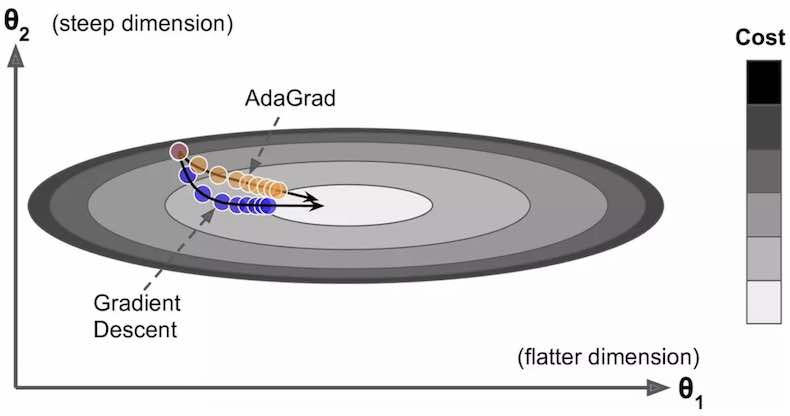 θ2 (steep dimension)
Cost
AdaGrad
Gradient
Descent
(flatter dimension)
θ1